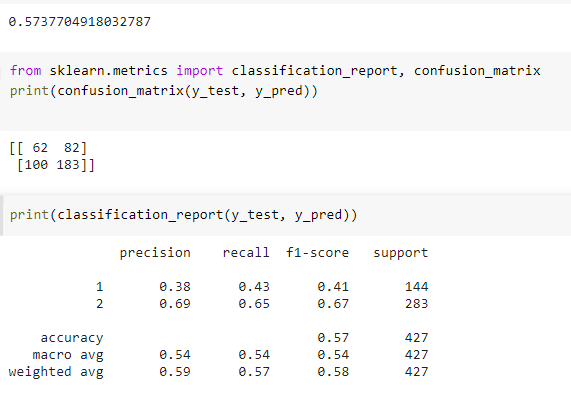 0.5737704918032787
from sklearn.metrics import classification_report, confusion_matrix
print(confusion_matrix(y_test, y_pred))
[[ 62  82]
 [100 183]]
print(classification_report(y_test, y_pred))
              precision    recall  f1-score   support
           1       0.38      0.43      0.41       144
           2       0.69      0.65      0.67       283
    accuracy                           0.57       427
   macro avg       0.54      0.54      0.54       427
weighted avg       0.59      0.57      0.58       427